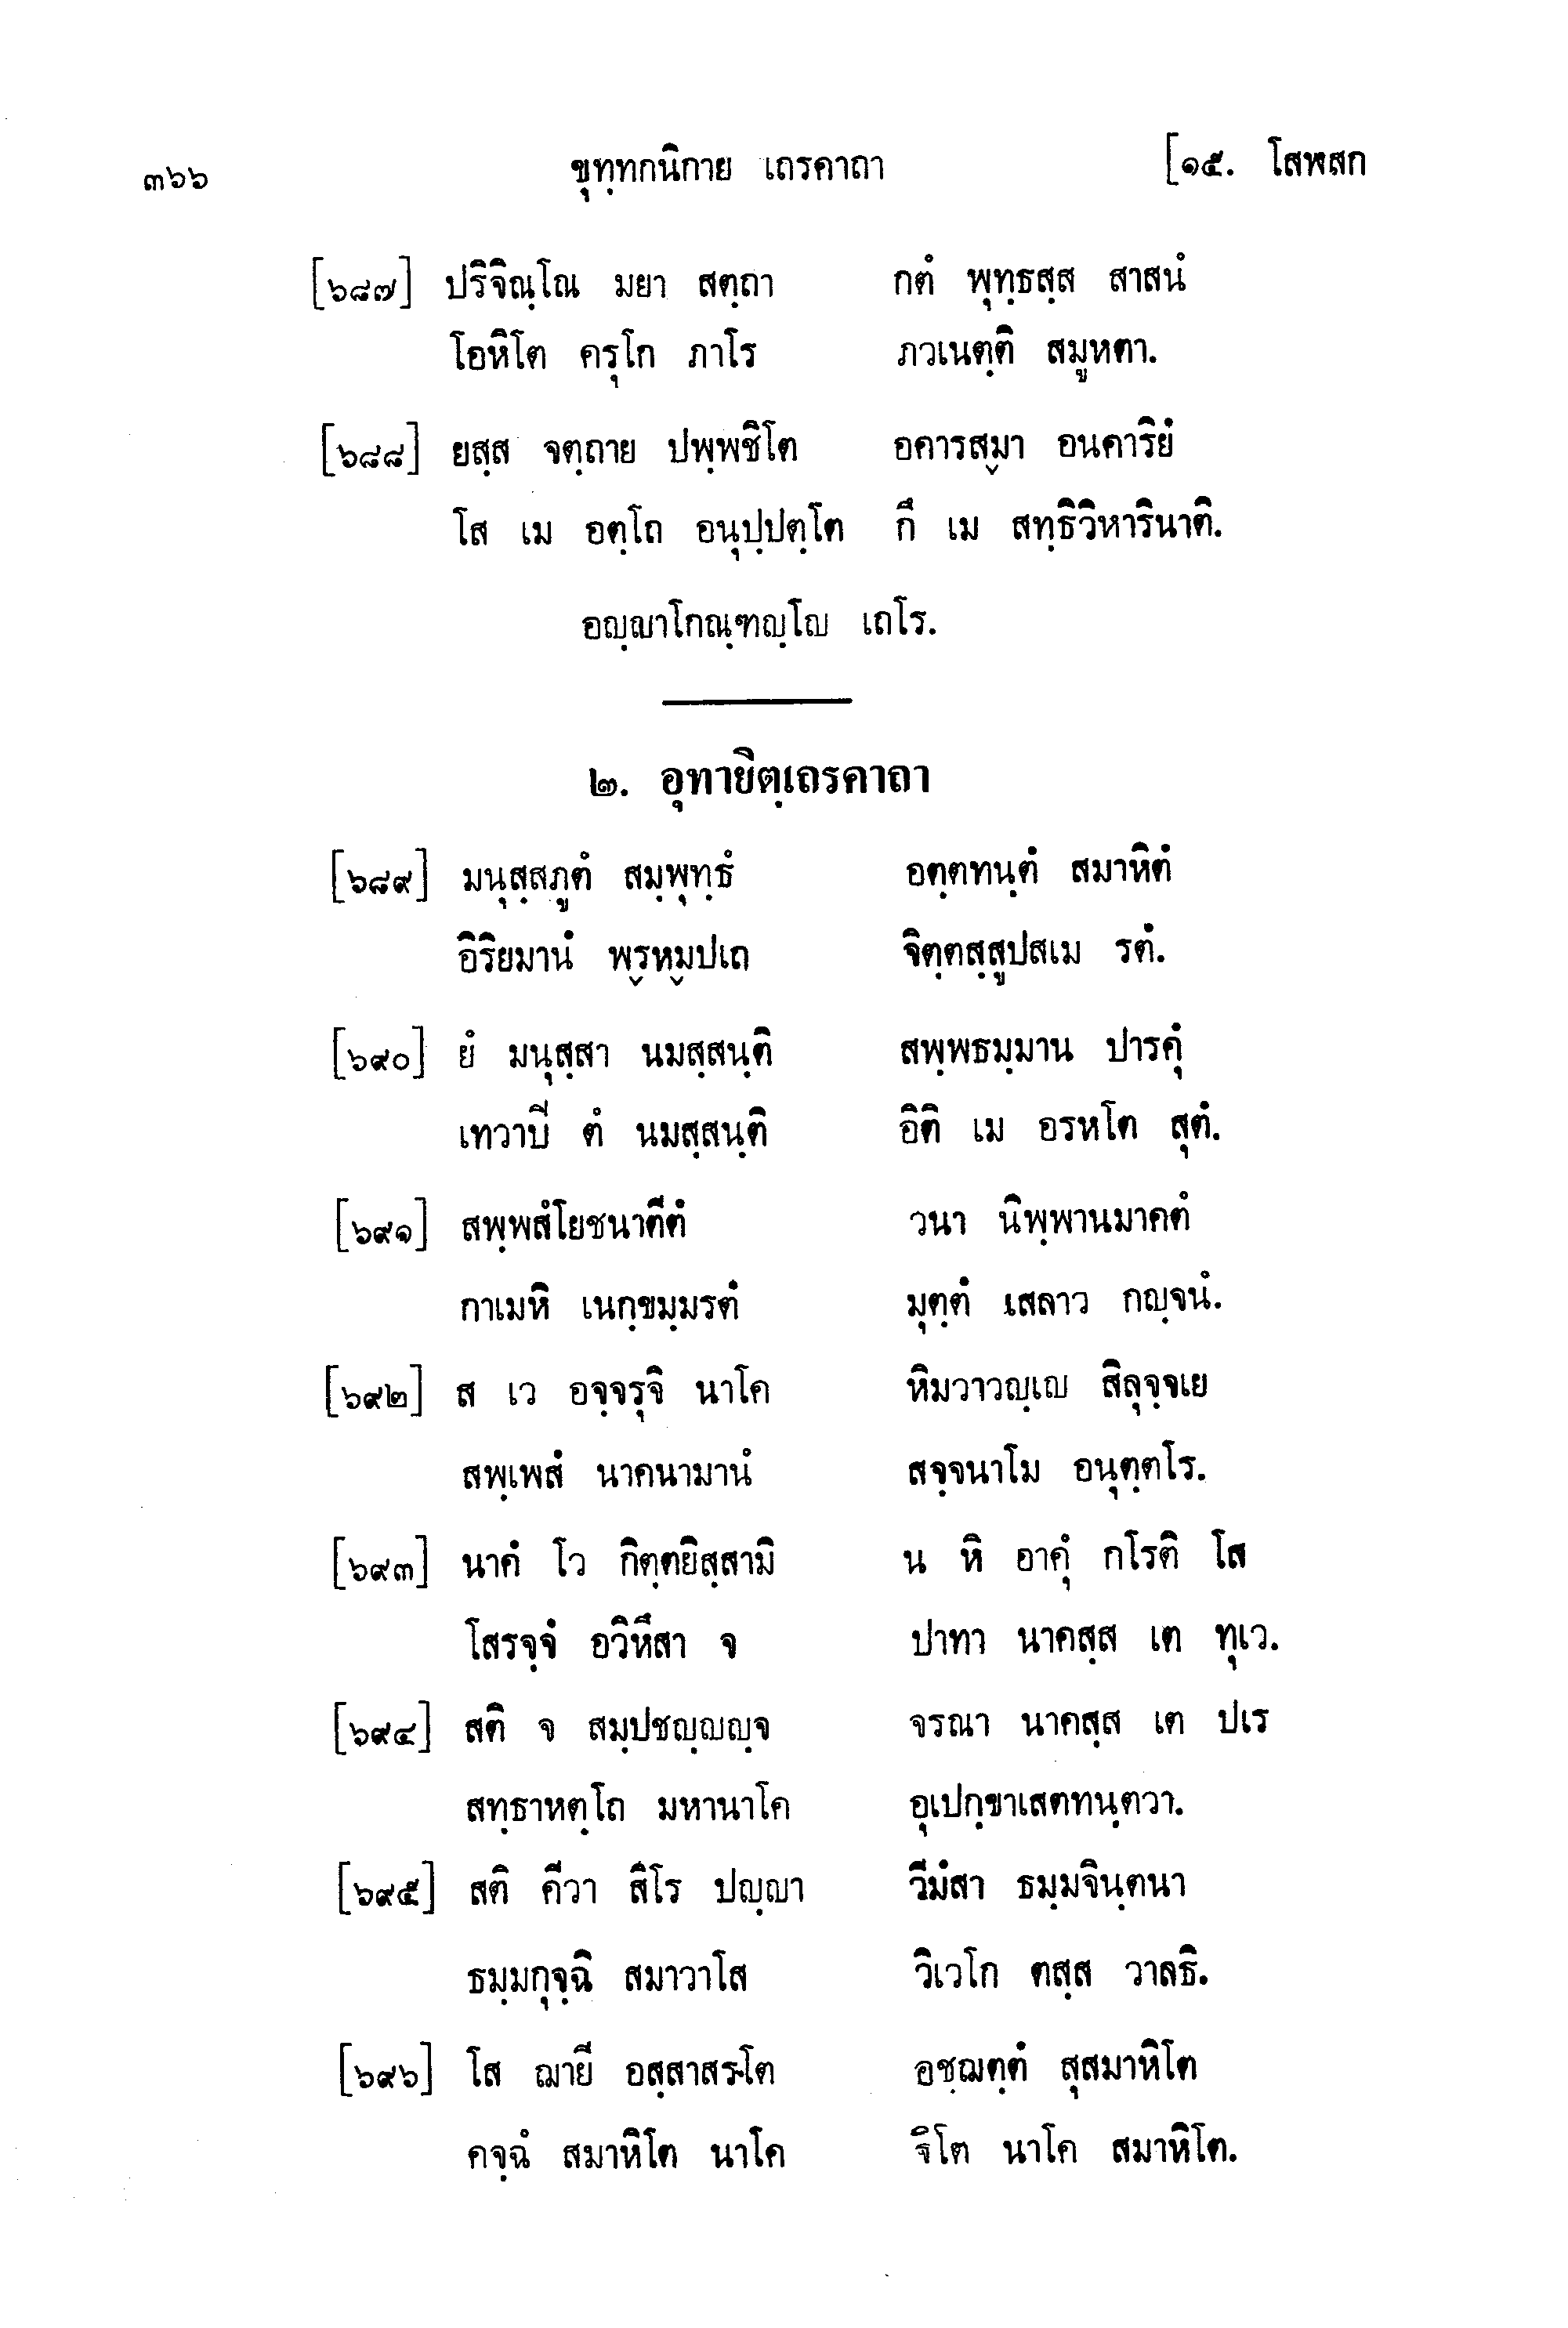 ๓๖๖ ขุทฺทกนิกาย เถรคาถา [๑๕. โสฬสก
[๖๘๗] ปริจิณฺโณ มยา สตฺถา กตํ พุทฺธสฺส สาสนํ
โอหิโต ครุโก ภาโร ภวเนตฺติ สมูหตา.
[๖๘๘] ยสฺส จตฺถาย ปพฺพชิโต อคารสฺมา อนคาริยํ
โส เม อตฺโถ อนุปฺปตฺโต กึ เม สทฺธิวิหารินาติ.
อญฺญาโกณฺฑญฺโญ เถโร.
๒. อุทายิตฺเถรคาถา
[๖๘๙] มนุสฺสภูตํ สมฺพุทฺธํ อตฺตทนฺตํ สมาหิตํ
อิริยมานํ พฺรหฺมปเถ จิตฺตสฺสูปสเม รตํ.
[๖๙๐] ยํ มนุสฺสา นมสฺสนฺติ สพฺพธมฺมาน ปารคุํ
เทวาปี ตํ นมสฺสนฺติ อิติ เม อรหโต สุตํ.
[๖๙๑] สพฺพสํโยชนาตีตํ วนา นิพฺพานมาคตํ
กาเมหิ เนกฺขมฺมรตํ มุตฺตํ เสลาว กญฺจนํ.
[๖๙๒] ส เว อจฺจรุจิ นาโค หิมวาวญฺเญ สิลุจฺจเย
สพฺเพสํ นาคนามานํ สจฺจนาโม อนุตฺตโร.
[๖๙๓] นาคํ โว กิตฺตยิสฺสามิ น หิ อาคุํ กโรติ โส
โสรจฺจํ อวิหึสา จ ปาทา นาคสฺส เต ทุเว.
[๖๙๔] สติ จ สมฺปชญฺญญฺจ จรณา นาคสฺส เต ปเร
สทฺธาหตฺโถ มหานาโค อุเปกฺขาเสตทนฺตวา.
[๖๙๕] สติ คีวา สิโร ปญฺญา วีมํสา ธมฺมจินฺตนา
ธมฺมกุจฺฉิ สมาวาโส วิเวโก ตสฺส วาลธิ.
[๖๙๖] โส ฌายี อสฺสาสรโต อชฺฌตฺตํ สุสมาหิโต
คจฺฉํ สมาหิโต นาโค ฐิโต นาโค สมาหิโต.